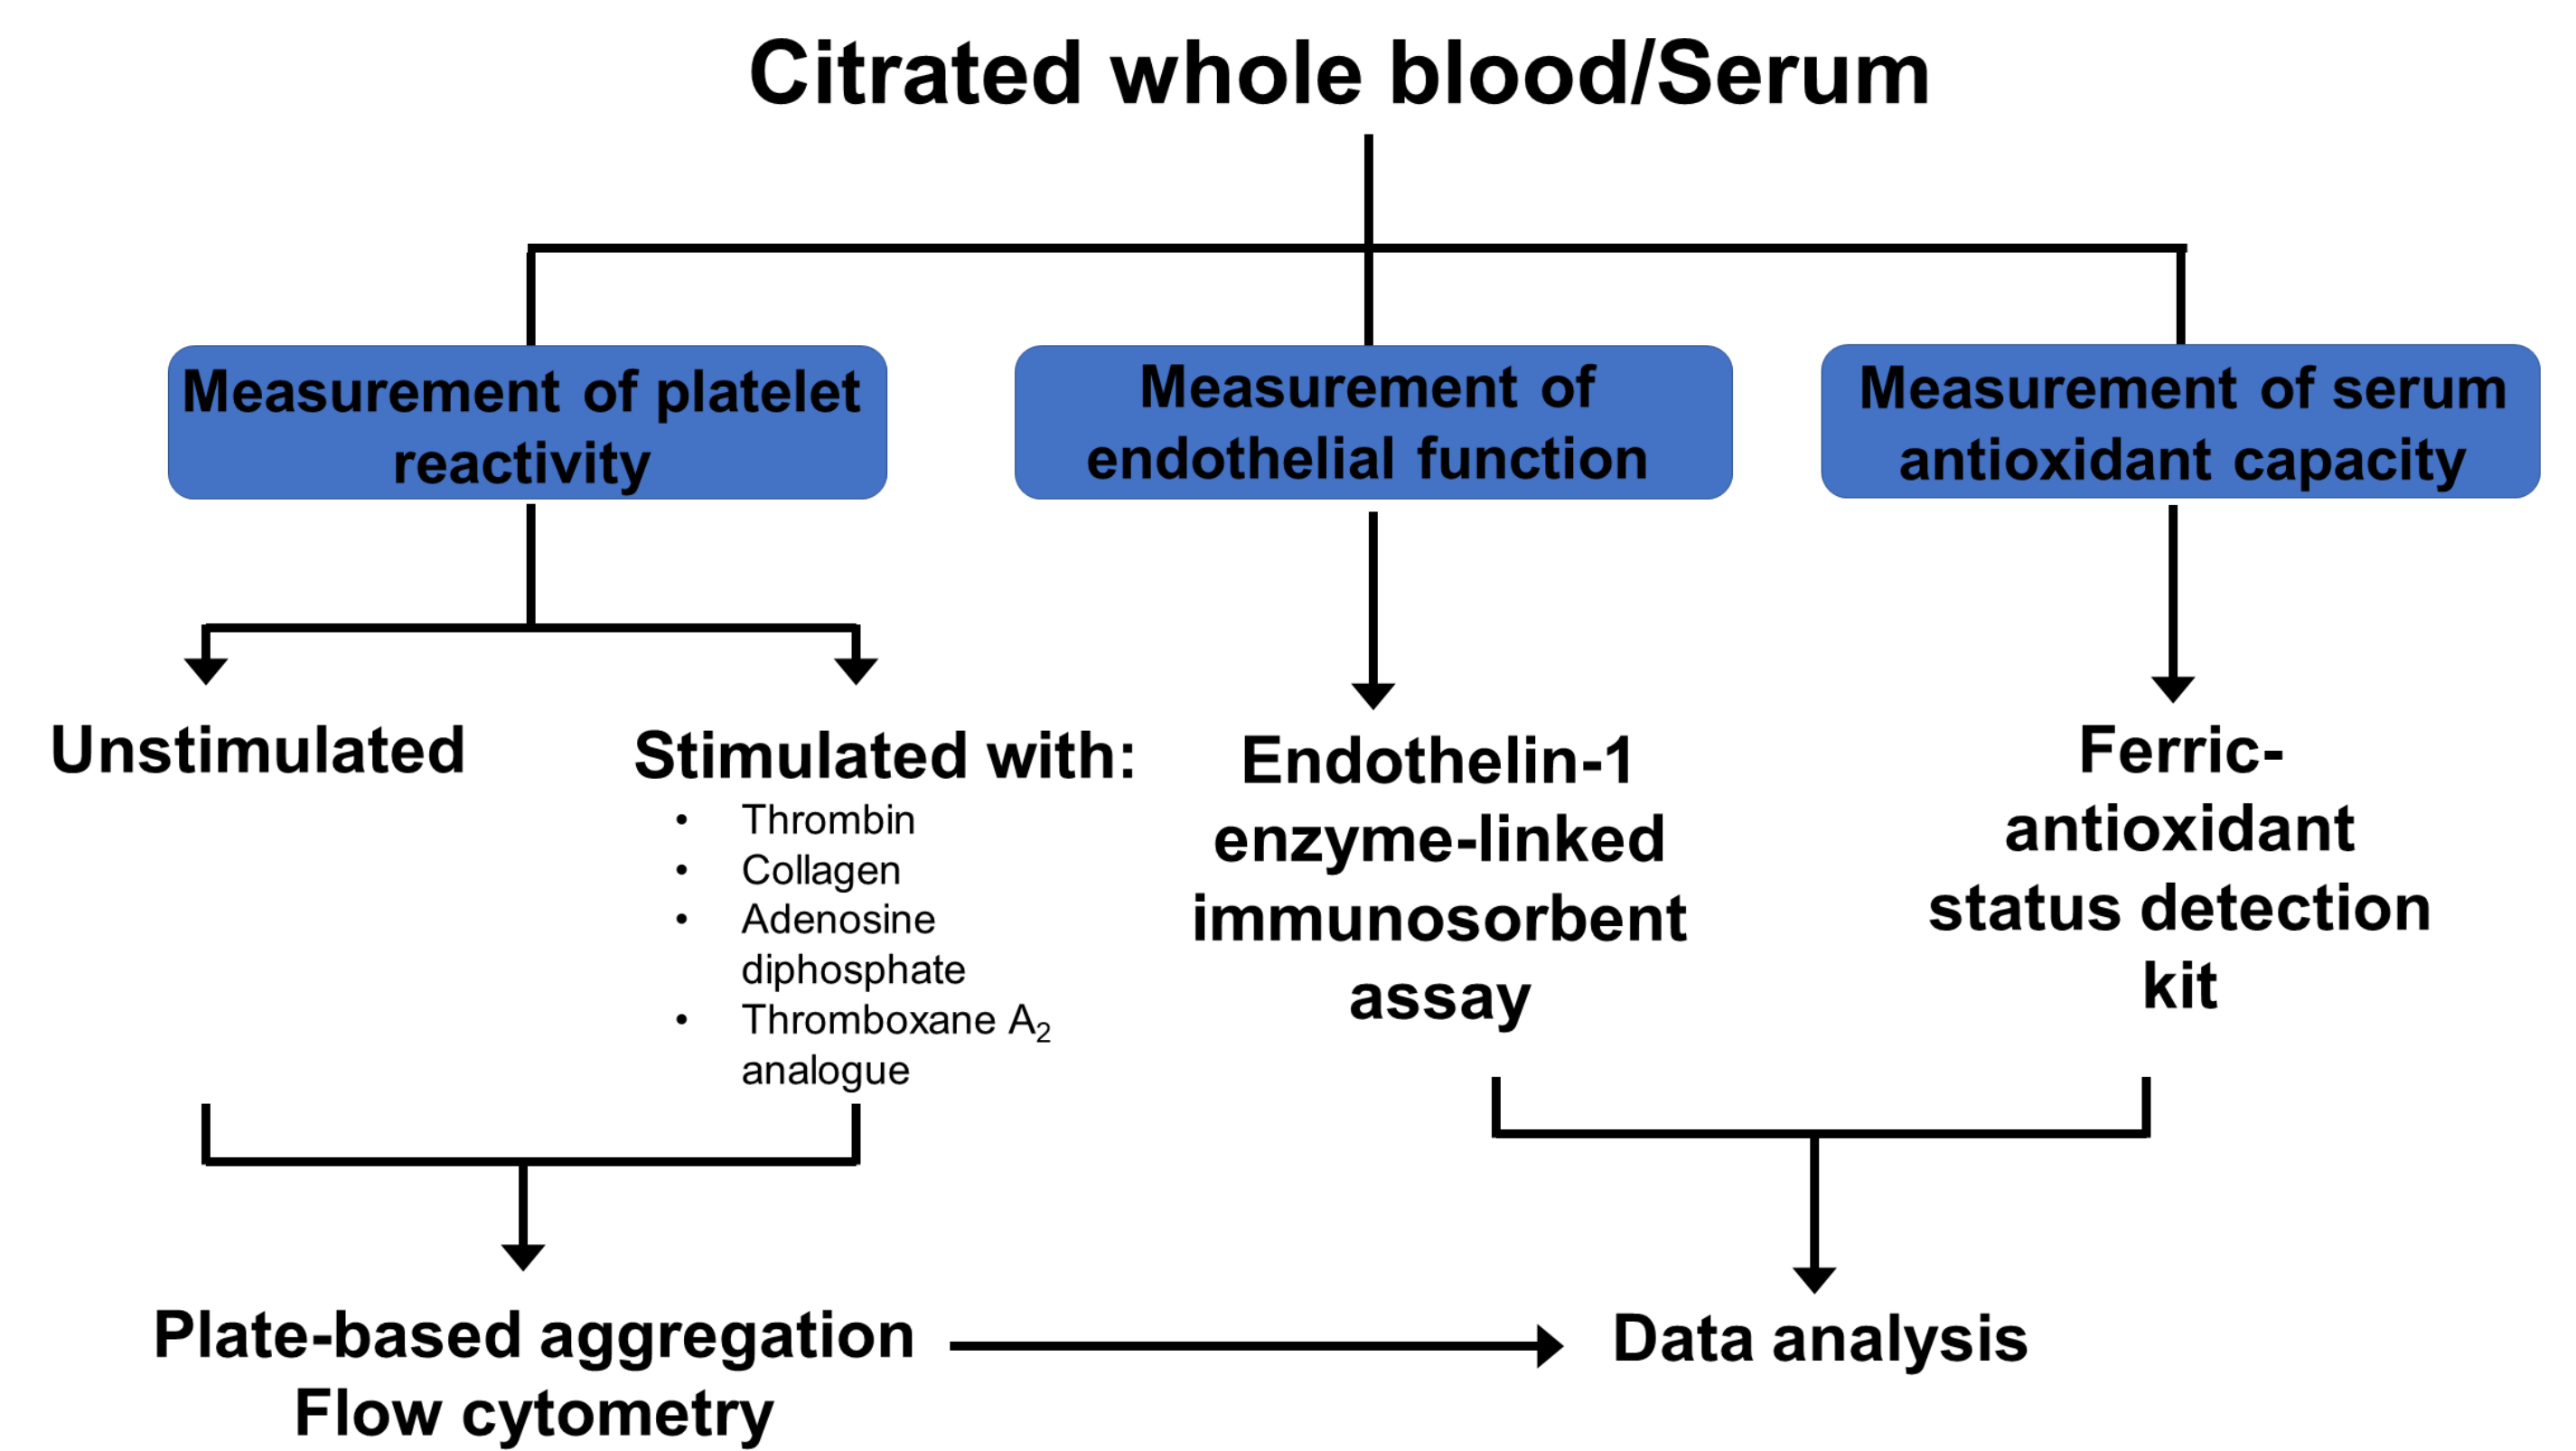 Citrated whole blood/Serum
Measurement of platelet
reactivity
Measurement of
endothelial function
Measurement of serum
antioxidant capacity
Unstimulated
Stimulated with:
• Thrombin
• Collagen
• Adenosine
diphosphate
• Thromboxane A₂
analogue
Endothelin-1
enzyme-linked
immunosorbent
assay
Ferric-
antioxidant
status detection
kit
Plate-based aggregation
Flow cytometry
Data analysis